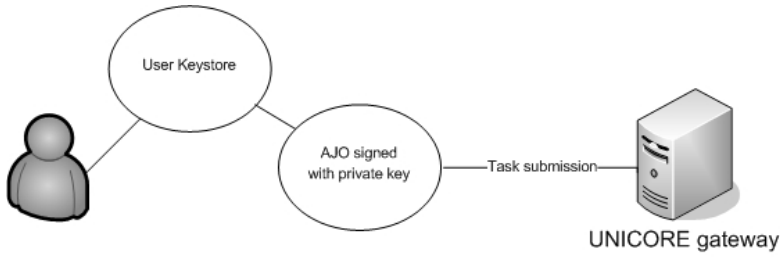 User Keystore
AJO signed
with private key
Task submission
UNICORE gateway